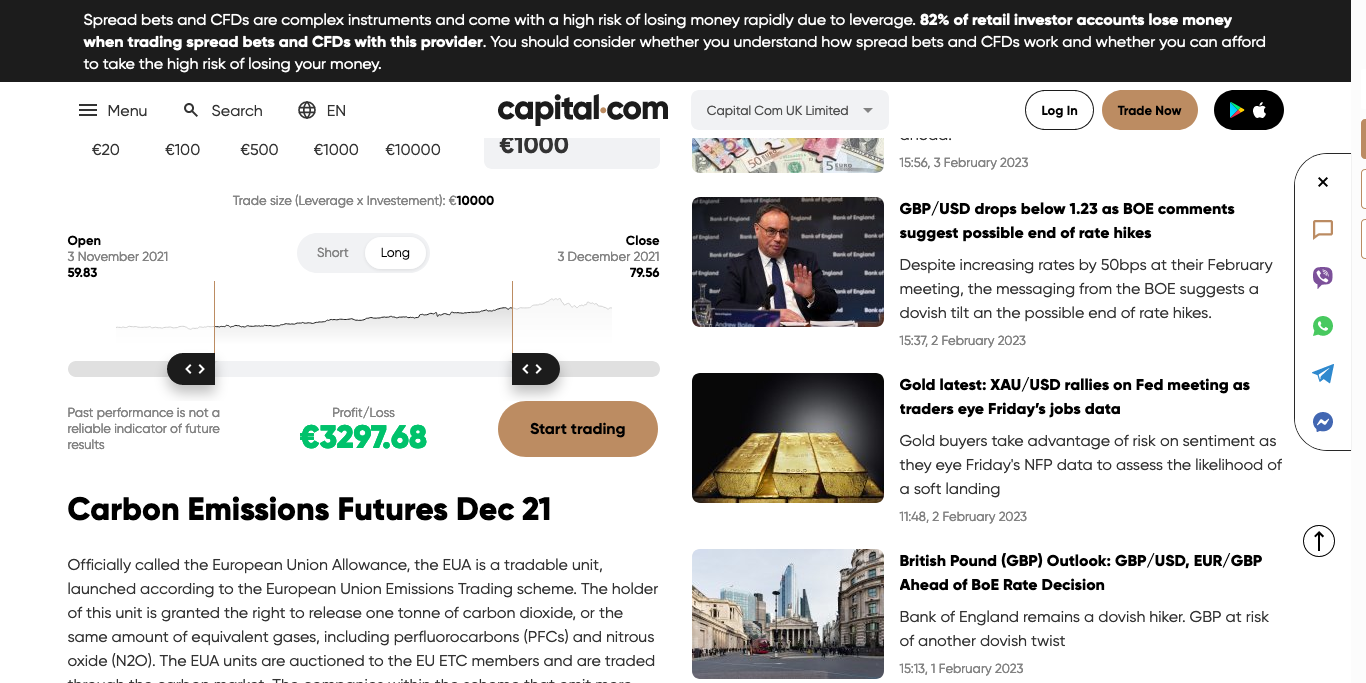 Spread bets and CFDs are complex instruments and come with a high risk of losing money rapidly due to leverage. 82% of retail investor accounts lose money
when trading spread bets and CFDs with this provider. You should consider whether you understand how spread bets and CFDs work and whether you can afford
to take the high risk of losing your money.
Menu
Search
EN
capital.com
Capital Com UK Limited
Log In
Trade Now
€20
€100
€500
€1000
€10000
€1000
Trade size (Leverage x Investement): €10000
Open
3 November 2021
59.83
Short
Long
Close
3 December 2021
79.56
Past performance is not a
reliable indicator of future
results
Profit/Loss
€3297.68
Start trading
Carbon Emissions Futures Dec 21
Officially called the European Union Allowance, the EUA is a tradable unit,
launched according to the European Union Emissions Trading scheme. The holder
of this unit is granted the right to release one tonne of carbon dioxide, or the
same amount of equivalent gases, including perfluorocarbons (PFCs) and nitrous
oxide (N2O). The EUA units are auctioned to the EU ETC members and are traded
through the carbon market. The companies within the scheme that emit more
ahead.
15:56, 3 February 2023
GBP/USD drops below 1.23 as BOE comments
suggest possible end of rate hikes
Despite increasing rates by 50bps at their February
meeting, the messaging from the BOE suggests a
dovish tilt an the possible end of rate hikes.
15:37, 2 February 2023
Gold latest: XAU/USD rallies on Fed meeting as
traders eye Friday's jobs data
Gold buyers take advantage of risk on sentiment as
they eye Friday's NFP data to assess the likelihood of
a soft landing
11:48, 2 February 2023
British Pound (GBP) Outlook: GBP/USD, EUR/GBP
Ahead of BoE Rate Decision
Bank of England remains a dovish hiker. GBP at risk
of another dovish twist
15:13, 1 February 2023